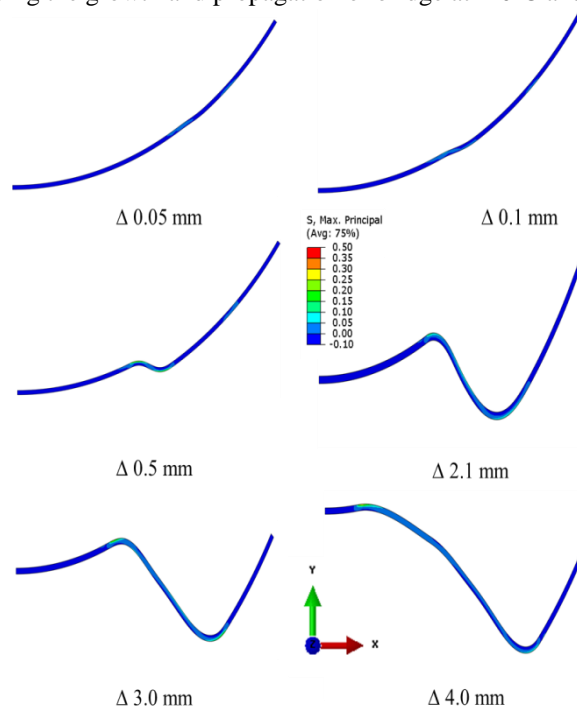 Δ 0.05 mm
Δ 0.1 mm
S, Max. Principal
(Avg: 75%)
0.50
0.35
0.30
0.25
0.20
0.15
0.10
0.05
0.00
-0.10
Δ 0.5 mm
Δ 2.1 mm
Y
X
Δ 3.0 mm
Δ 4.0 mm